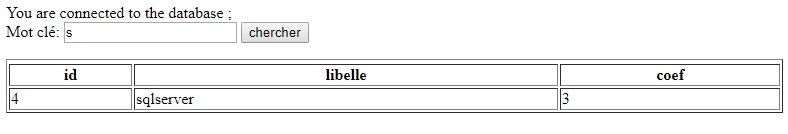 You are connected to the database ;
Mot clé: s chercher
id libelle coef
4 sqlserver 3